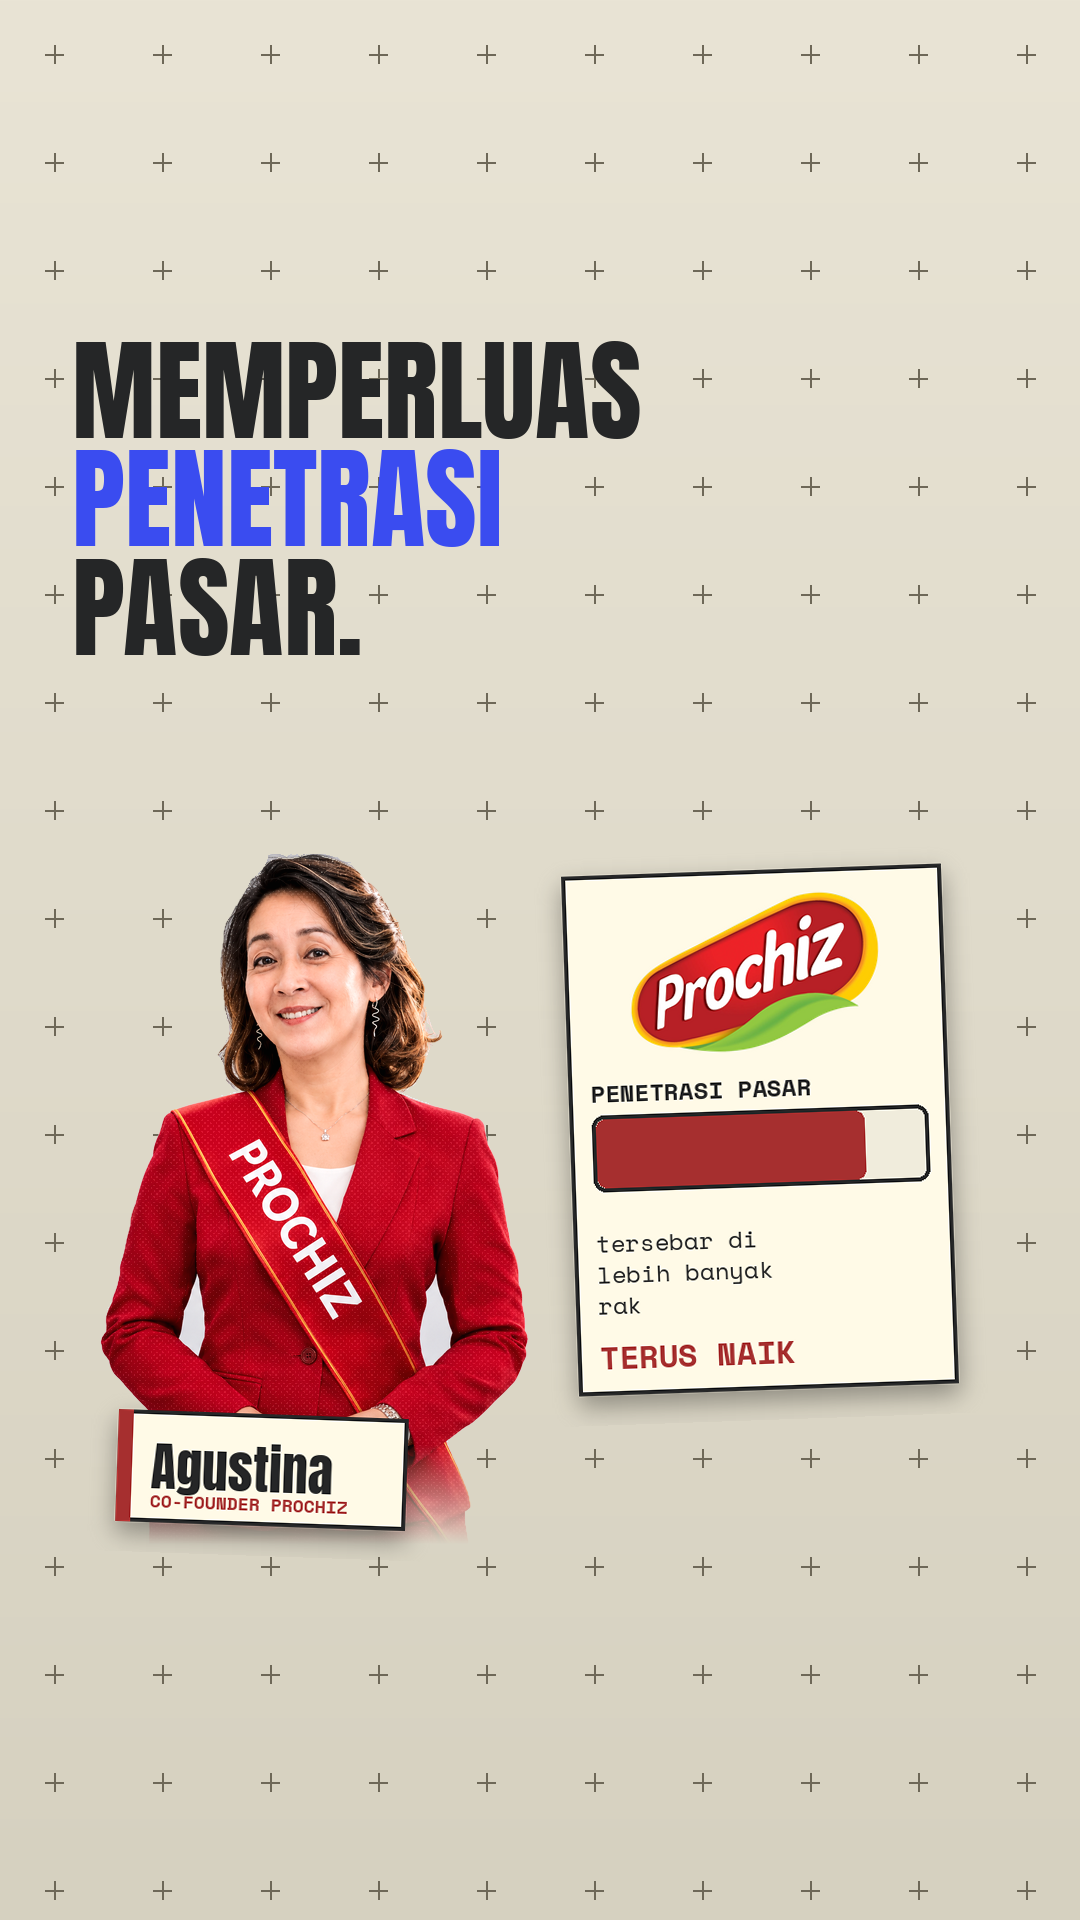 MEMPERLUAS
PENETRASI
PASAR.
Prochiz
PENETRASI PASAR
tersebar di
lebih banyak
rak
TERUS NAIK
PROCHIZ
Agustina
CO-FOUNDER PROCHIZ